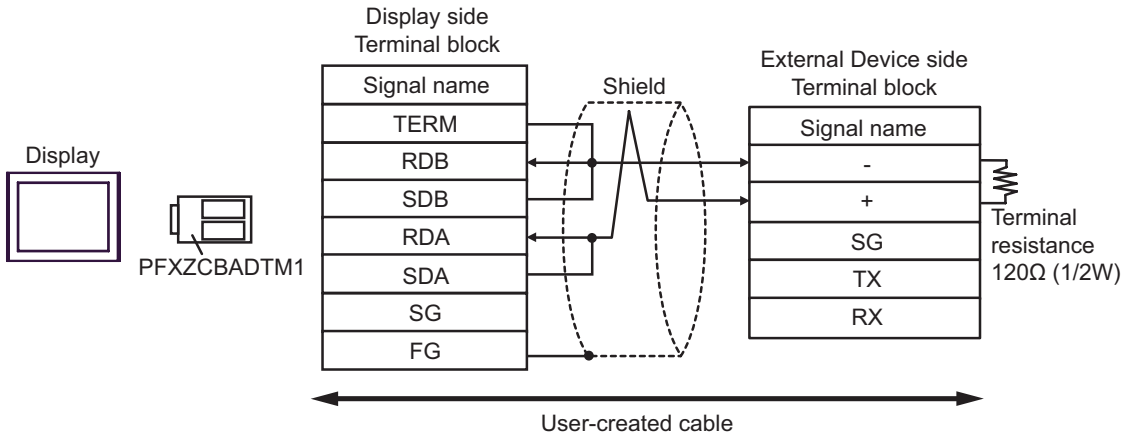 Display side
Terminal block
External Device side
Terminal block
Signal name
Shield
TERM
Signal name
Display
RDB
-
SDB
+
RDA
SG
Terminal
resistance
120Ω (1/2W)
PFXZCBADTM1
SDA
TX
SG
RX
FG
User-created cable